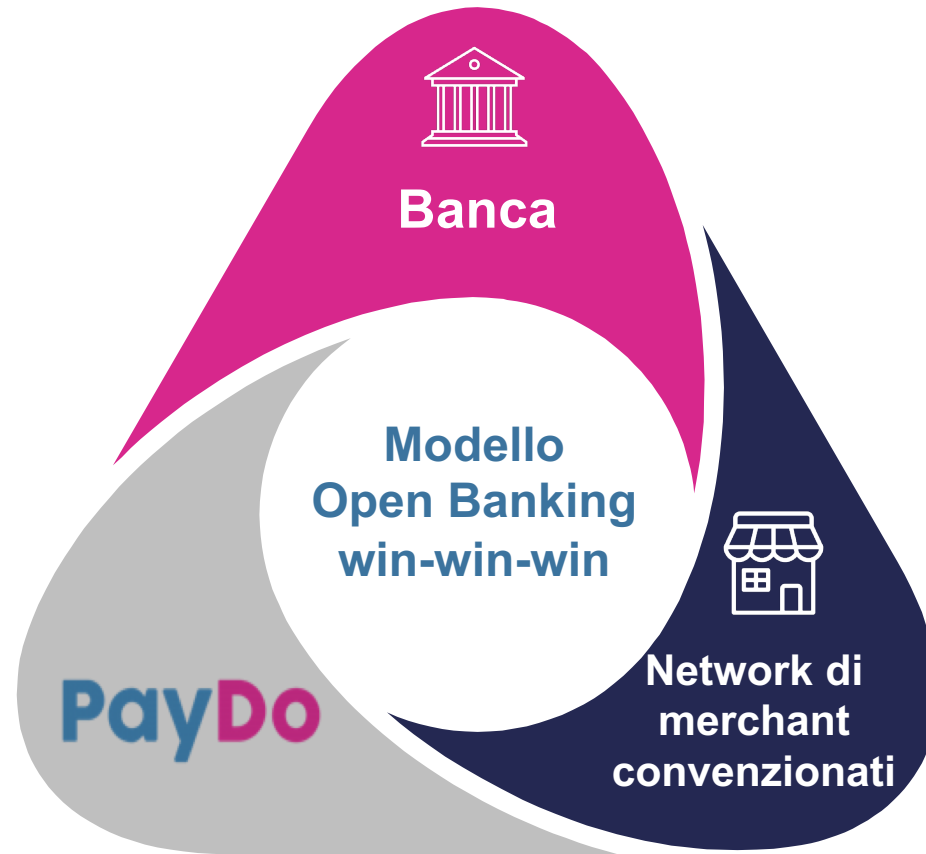 Banca
Modello
Open Banking
win-win-win
Network di
merchant
convenzionati
PayDo